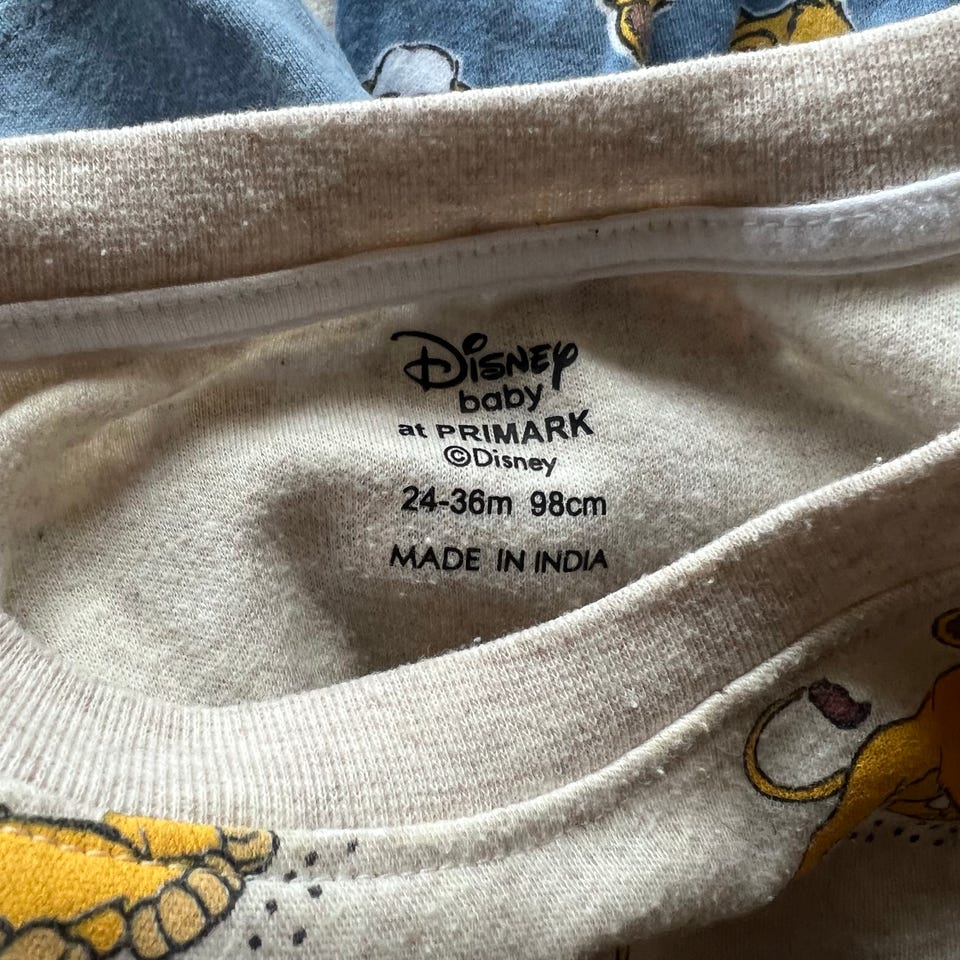 Disney
baby
at PRIMARK
©Disney
24-36m 98cm
MADE IN INDIA